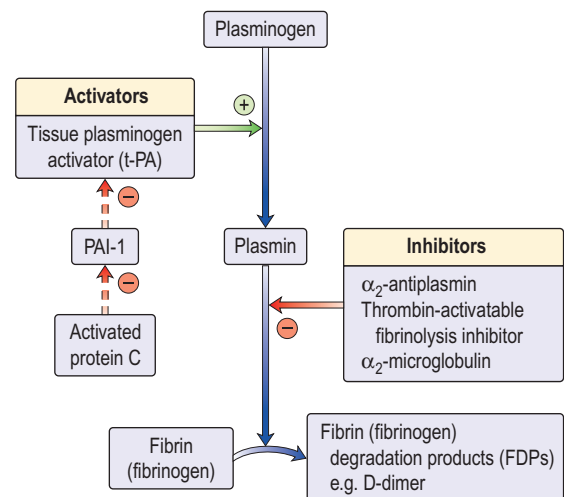 Plasminogen
Activators
Tissue plasminogen
activator (t-PA)
+
−
PAI-1
−
Activated
protein C
Plasmin
Inhibitors
α₂-antiplasmin
Thrombin-activatable
fibrinolysis inhibitor
α₂-microglobulin
−
Fibrin
(fibrinogen)
Fibrin (fibrinogen)
degradation products (FDPs)
e.g. D-dimer